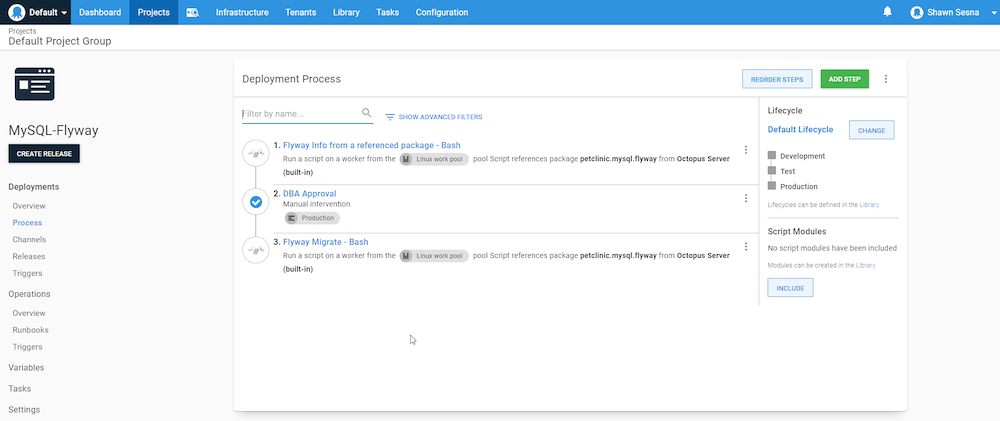 Default Dashboard Projects Infrastructure Tenants Library Tasks Configuration Shawn Sesna
Projects
Default Project Group
MySQL-Flyway
CREATE RELEASE
Deployments
Overview
Process
Channels
Releases
Triggers
Operations
Overview
Runbooks
Triggers
Variables
Tasks
Settings
Deployment Process
REORDER STEPS
ADD STEP
Filter by name...
SHOW ADVANCED FILTERS
1. Flyway Info from a referenced package - Bash
Run a script on a worker from the Linux work pool pool Script references package petclinic.mysql.flyway from Octopus Server
(built-in)
2. DBA Approval
Manual intervention
Production
3. Flyway Migrate - Bash
Run a script on a worker from the Linux work pool pool Script references package petclinic.mysql.flyway from Octopus Server
(built-in)
Lifecycle
Default Lifecycle
CHANGE
Development
Test
Production
Lifecycles can be defined in the Library
Script Modules
No script modules have been included
Modules can be created in the Library
INCLUDE